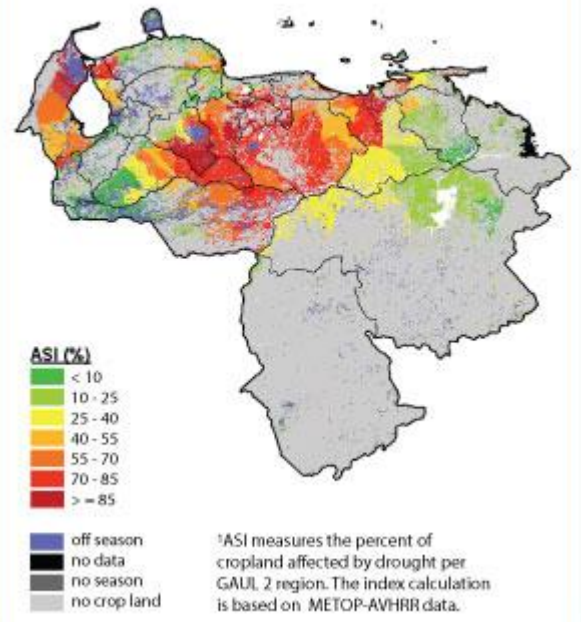 ASI (%)
< 10
10 - 25
25 - 40
40 - 55
55 - 70
70 - 85
> = 85
off season
no data
no season
no crop land
¹ASI measures the percent of
cropland affected by drought per
GAUL 2 region. The index calculation
is based on METOP-AVHRR data.